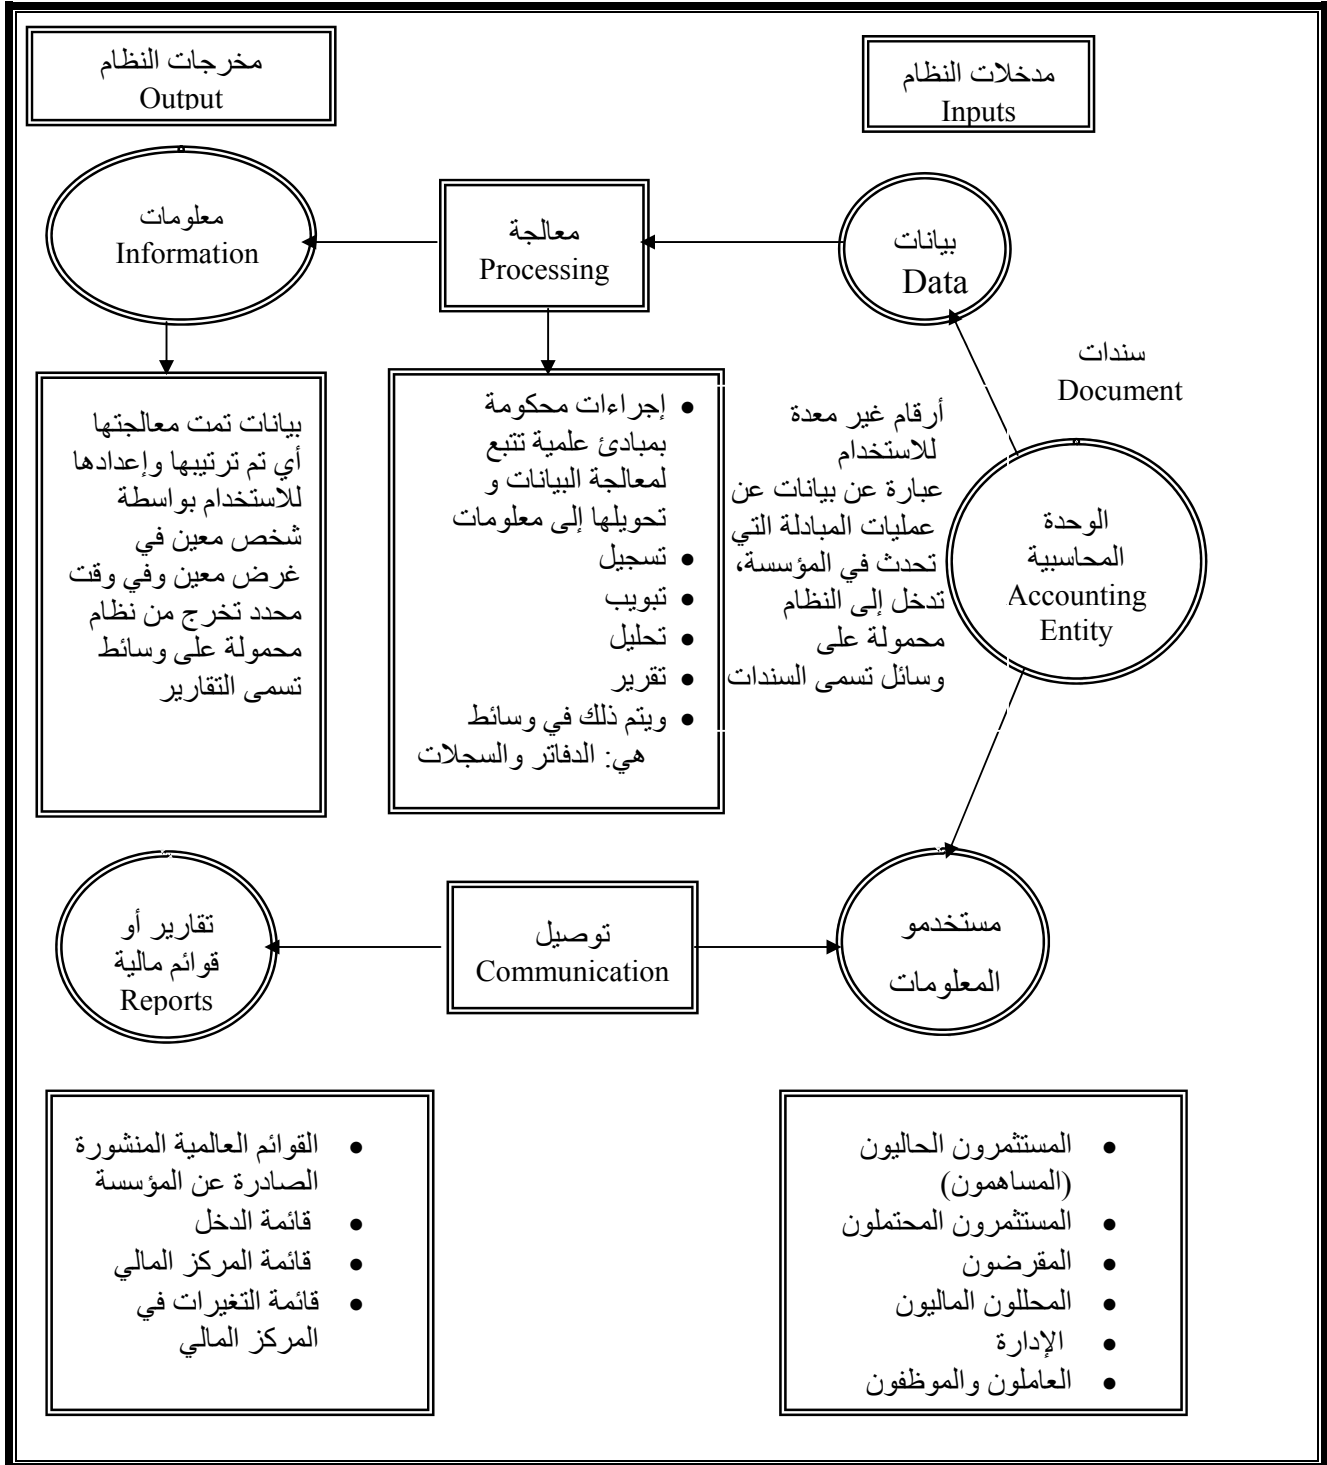 مدخلات النظام
Inputs
مخرجات النظام
Output
بيانات
Data
معالجة
Processing
معلومات
Information
سندات
Document
الوحدة
المحاسبية
Accounting
Entity
أرقام غير معدة
للاستخدام
عبارة عن بيانات عن
عمليات المبادلة التي
تحدث في المؤسسة،
تدخل إلى النظام
محمولة على
وسائل تسمى السندات
• إجراءات محكومة
بمبادئ علمية تتبع
لمعالجة البيانات و
تحويلها إلى معلومات
• تسجيل
• تبويب
• تحليل
• تقرير
• ويتم ذلك في وسائط
هي: الدفاتر والسجلات
بيانات تمت معالجتها
أي تم ترتيبها وإعدادها
للاستخدام بواسطة
شخص معين في
غرض معين وفي وقت
محدد تخرج من نظام
محمولة على وسائط
تسمى التقارير
مستخدمو
المعلومات
توصيل
Communication
تقارير أو
قوائم مالية
Reports
• المستثمرون الحاليون
(المساهمون)
• المستثمرون المحتملون
• المقرضون
• المحللون الماليون
• الإدارة
• العاملون والموظفون
• القوائم العالمية المنشورة
الصادرة عن المؤسسة
• قائمة الدخل
• قائمة المركز المالي
• قائمة التغيرات في
المركز المالي